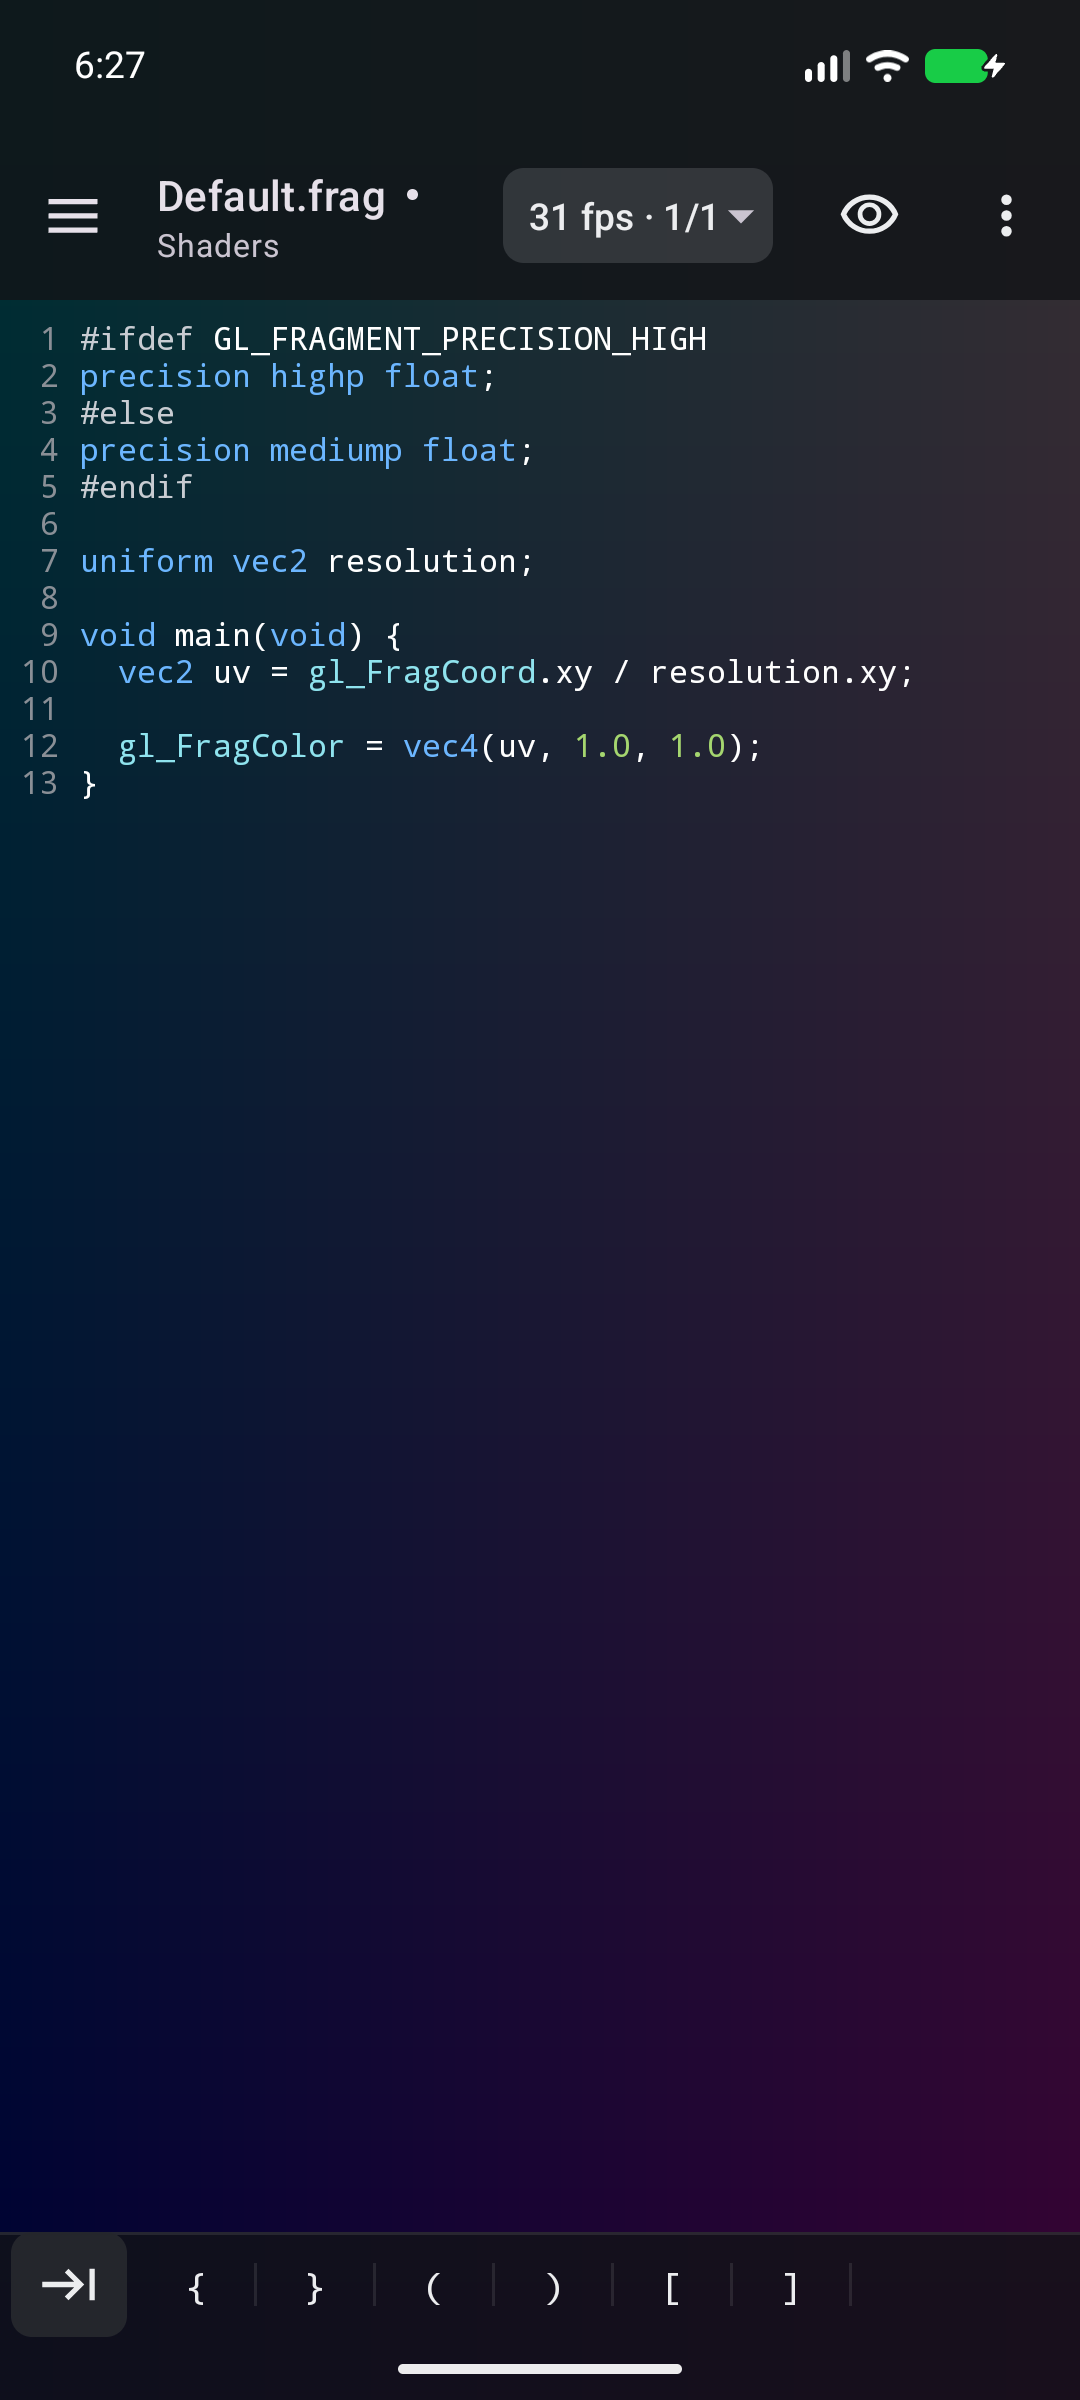 6:27
Default.frag •
Shaders
31 fps · 1/1
1 #ifdef GL_FRAGMENT_PRECISION_HIGH
2 precision highp float;
3 #else
4 precision mediump float;
5 #endif
6
7 uniform vec2 resolution;
8
9 void main(void) {
10   vec2 uv = gl_FragCoord.xy / resolution.xy;
11
12   gl_FragColor = vec4(uv, 1.0, 1.0);
13 }
{ } ( ) [ ]